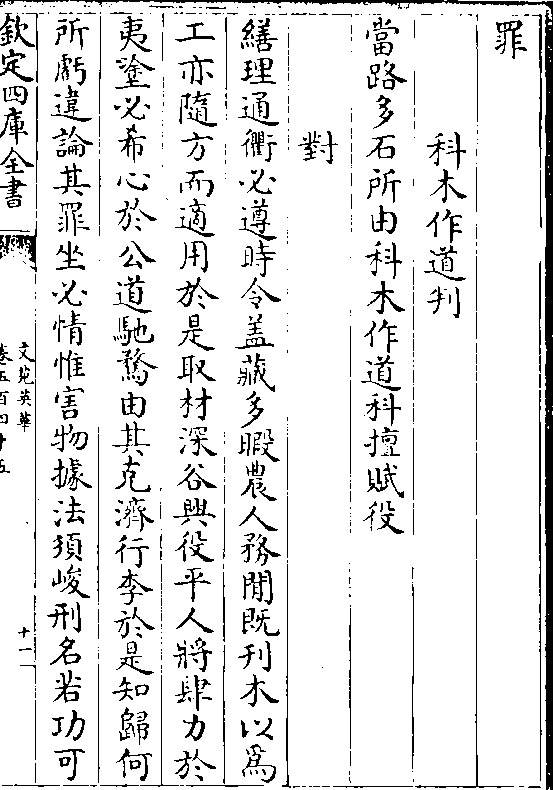 罪
科木作道判
當路多石所由科木作道科擅賦役
對
繕理通衢必遵時令盖藏多暇農人務閒既刋木以爲
工亦隨方而適用於是取材深谷興役平人將肆力於
夷塗必希心於公道馳騖由其克濟行李於是知歸何
所虧違論其罪坐必情惟害物據法須峻刑名若功可
欽定四庫全書
文苑英華
卷五百四十五
十一